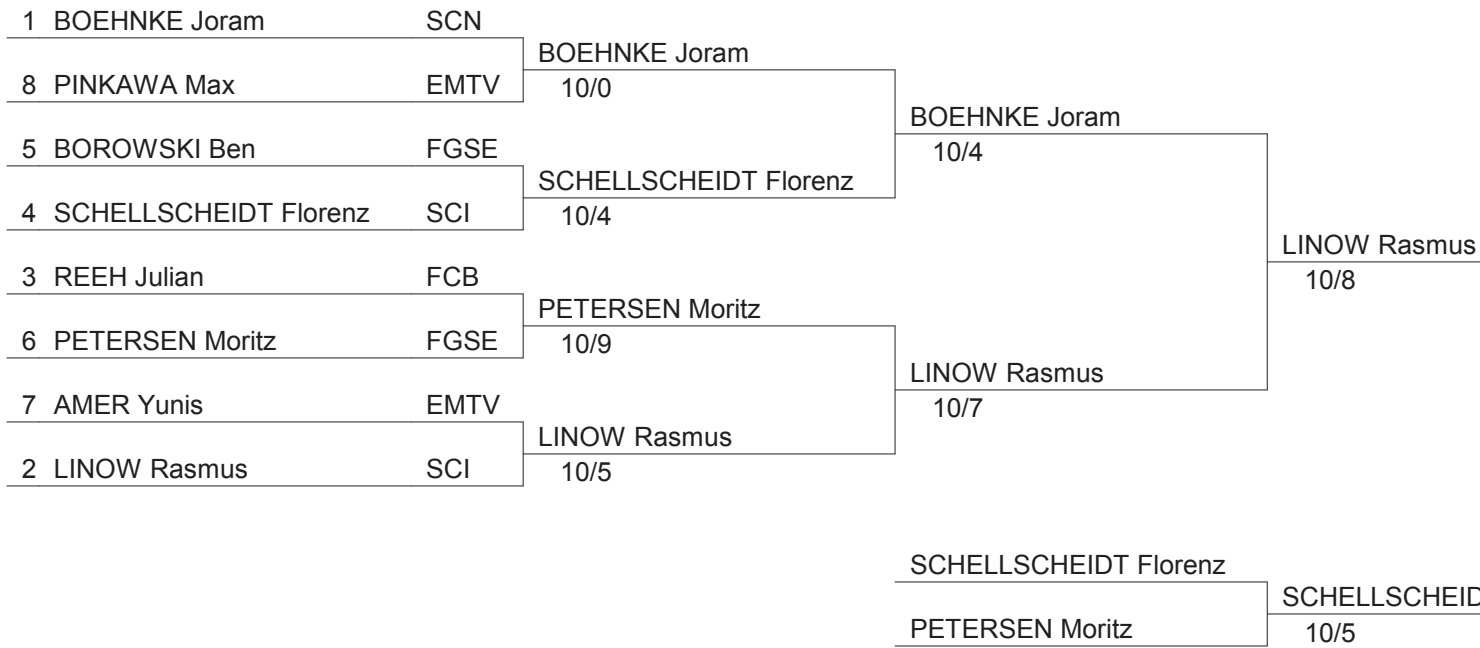 1 BOEHNKE Joram SCN
8 PINKAWA Max EMTV
5 BOROWSKI Ben FGSE
4 SCHELLSCHEIDT Florenz SCI
3 REEH Julian FCB
6 PETERSEN Moritz FGSE
7 AMER Yunis EMTV
2 LINOW Rasmus SCI
BOEHNKE Joram
10/0
SCHELLSCHEIDT Florenz
10/4
PETERSEN Moritz
10/9
LINOW Rasmus
10/5
BOEHNKE Joram
10/4
LINOW Rasmus
10/7
LINOW Rasmus
10/8
SCHELLSCHEIDT Florenz
PETERSEN Moritz
SCHELLSCHEID
10/5